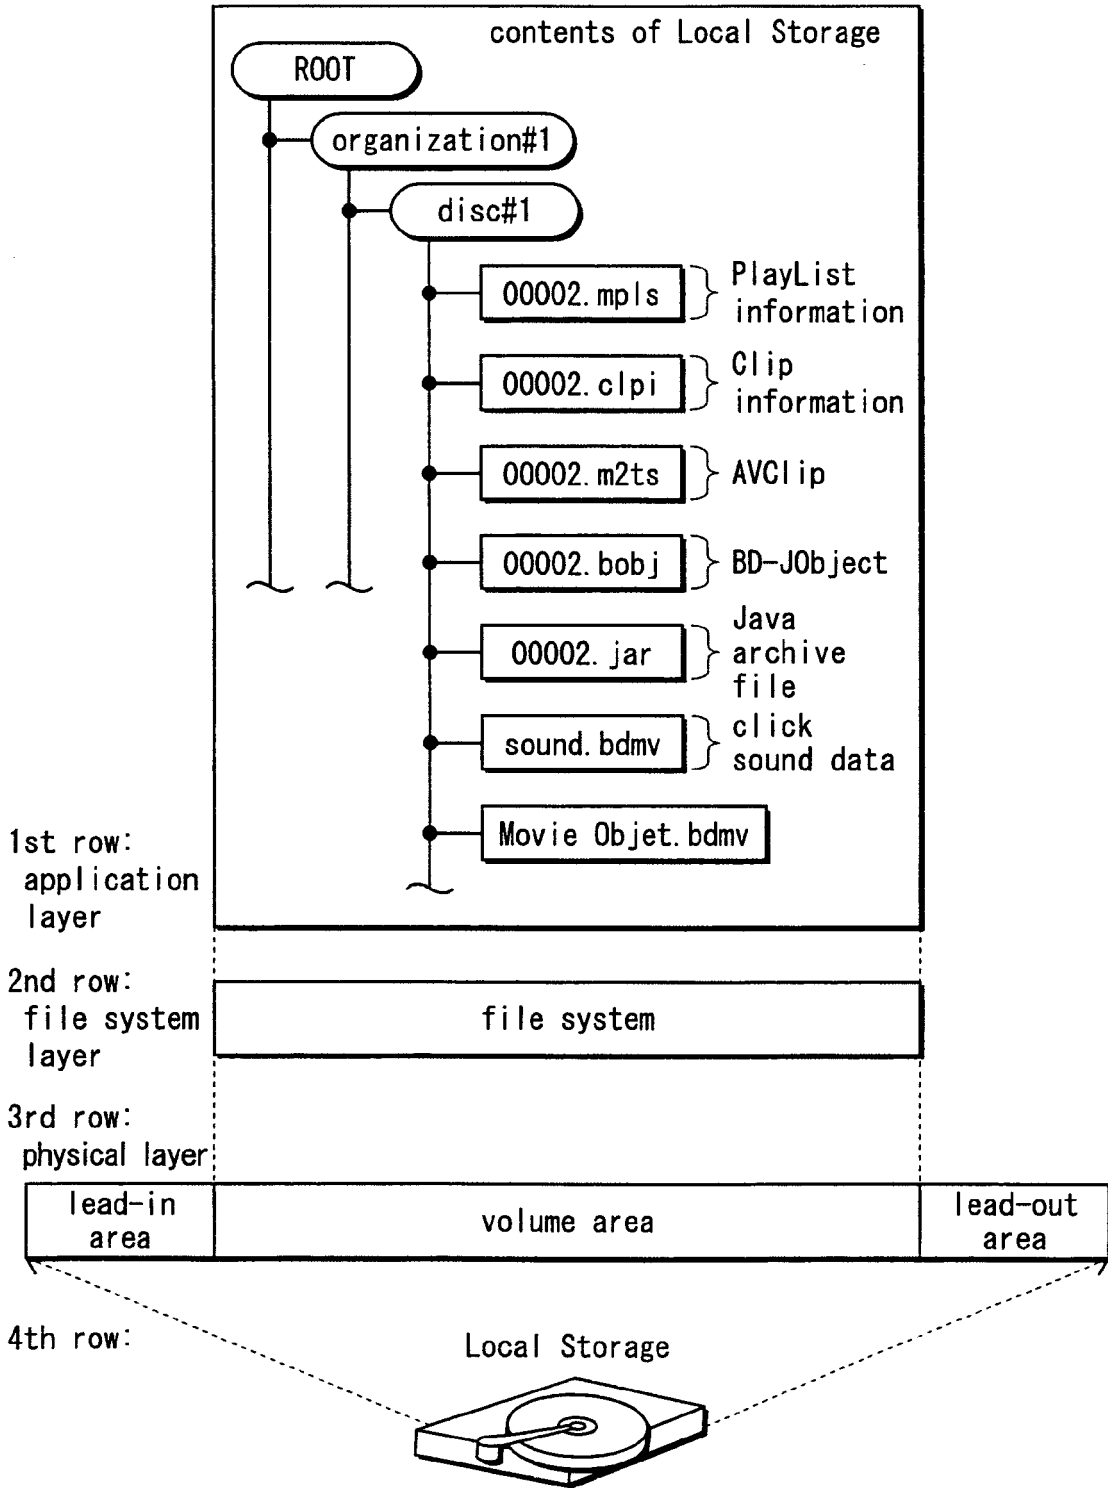 contents of Local Storage
ROOT
organization#1
disc#1
00002.mpls
PlayList
information
00002.clpi
Clip
information
00002.m2ts
AVClip
00002.bobj
BD-JObject
00002.jar
Java
archive
file
sound.bdmv
click
sound data
Movie Objet.bdmv
1st row:
application
layer
2nd row:
file system
layer
file system
3rd row:
physical layer
lead-in
area
volume area
lead-out
area
4th row:
Local Storage